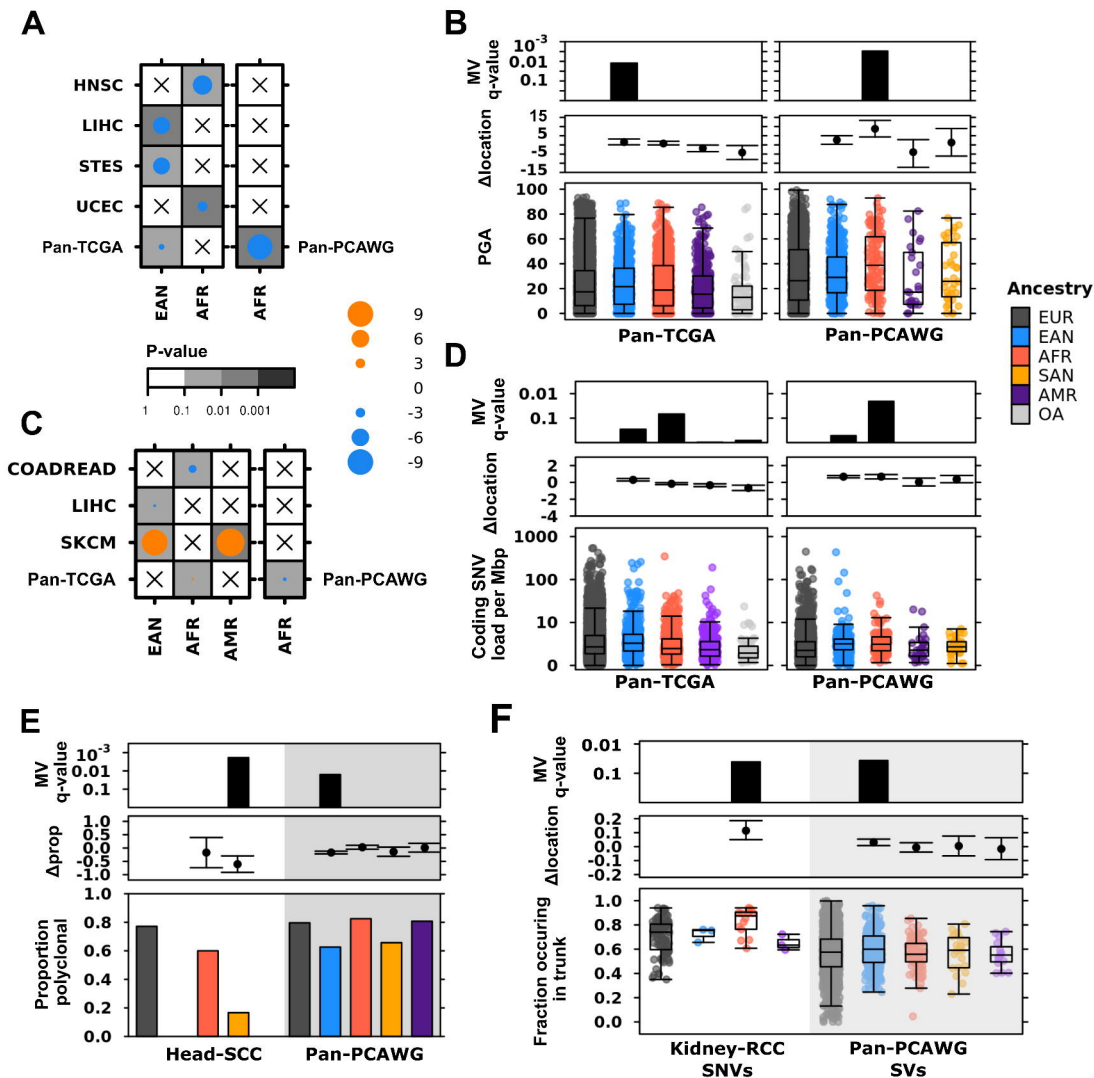 A
HNSC
LIHC
STES
UCEC
Pan-TCGA
Pan-PCAWG
EAN
AFR
AFR
P-value
1
0.1
0.01
0.001
9
6
3
0
-3
-6
-9
B
MV
q-value
10-3
0.01
0.1
Δlocation
15
5
-5
-15
PGA
100
80
60
40
20
0
Pan-TCGA
Pan-PCAWG
Ancestry
EUR
EAN
AFR
SAN
AMR
OA
C
COADREAD
LIHC
SKCM
Pan-TCGA
Pan-PCAWG
EAN
AFR
AMR
AFR
D
MV
q-value
0.01
0.1
Δlocation
2
0
-2
-4
Coding SNV
load per Mbp
1000
100
10
0
Pan-TCGA
Pan-PCAWG
E
MV
q-value
10-3
0.01
0.1
Δprop
1.0
0.5
0.0
-0.5
-1.0
Proportion
polyclonal
1.0
0.8
0.6
0.4
0.2
0.0
Head-SCC
Pan-PCAWG
F
MV
q-value
0.01
0.1
Δlocation
0.2
0.1
0.0
-0.1
-0.2
Fraction occuring
in trunk
1.0
0.8
0.6
0.4
0.2
0.0
Kidney-RCC
SNVs
Pan-PCAWG
SVs